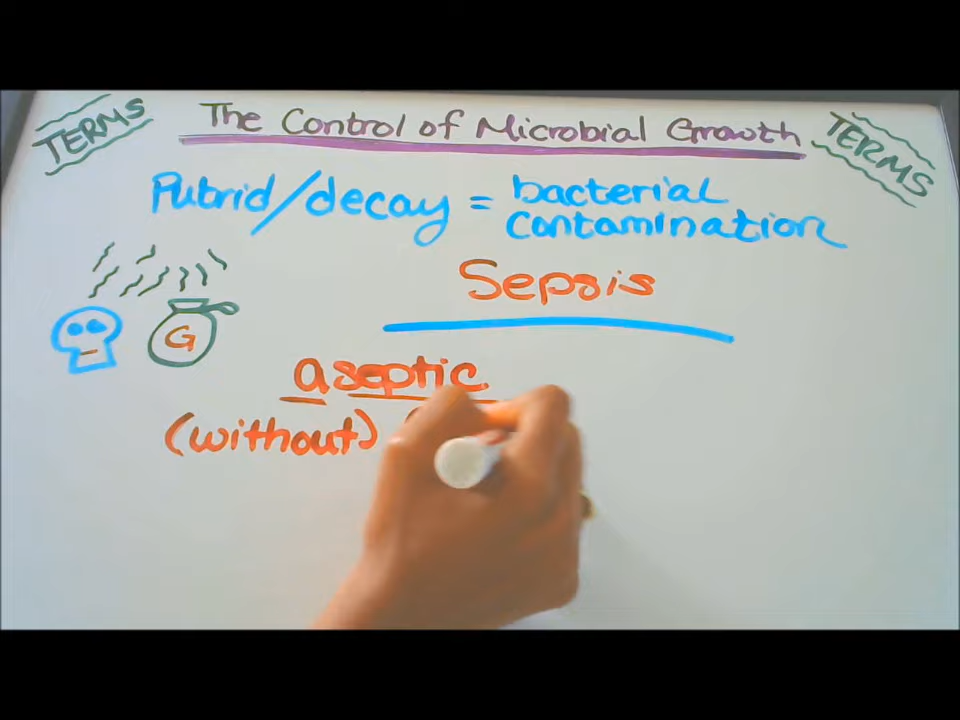 TERMS
The Control of Microbial Growth
TERMS
Putrid/decay = bacterial
contamination
Sepsis
G
aseptic
(without) (